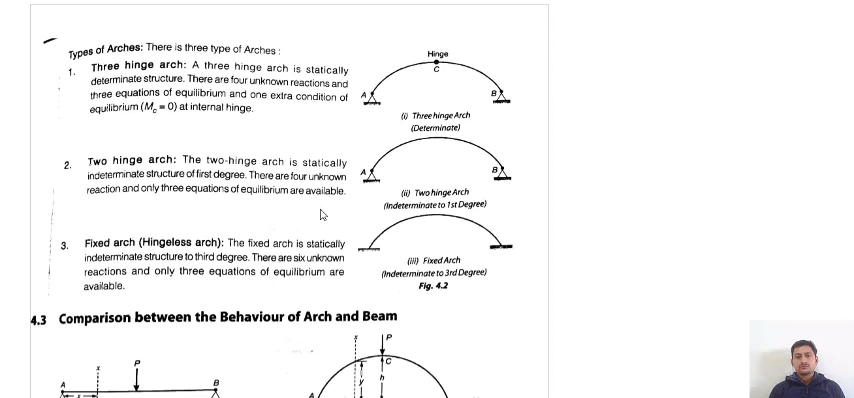 Types of Arches: There is three type of Arches :
1. Three hinge arch: A three hinge arch is statically
determinate structure. There are four unknown reactions and
three equations of equilibrium and one extra condition of
equilibrium (Mc = 0) at internal hinge.
Hinge
C
A
B
(i) Three hinge Arch
(Determinate)
2. Two hinge arch: The two-hinge arch is statically
indeterminate structure of first degree. There are four unknown
reaction and only three equations of equilibrium are available.
A
B
(ii) Two hinge Arch
(Indeterminate to 1st Degree)
3. Fixed arch (Hingeless arch): The fixed arch is statically
indeterminate structure to third degree. There are six unknown
reactions and only three equations of equilibrium are
available.
(iii) Fixed Arch
(Indeterminate to 3rd Degree)
Fig. 4.2
4.3 Comparison between the Behaviour of Arch and Beam
A
x
P
B
x
x
P
C
y
h
A